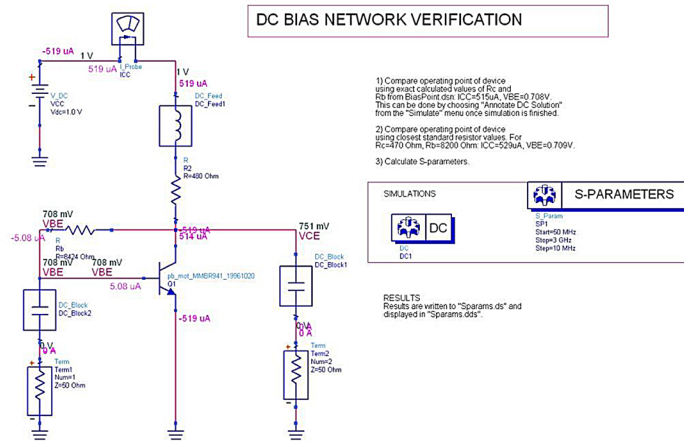 DC BIAS NETWORK VERIFICATION
-519 uA
1 V
519 uA
I_Probe
ICC
1 V
519 uA
V_DC
VCC
Vdc=1.0 V
DC_Feed
DC_Feed1
R
R2
R=480 Ohm
1) Compare operating point of device
using exact calculated values of Rc and
Rb from BiasPoint.dsn: ICC=515uA, VBE=0.708V.
This can be done by choosing "Annotate DC Solution"
from the "Simulate" menu once simulation is finished.
2) Compare operating point of device
using closest standard resistor values. For
Rc=470 Ohm, Rb=8200 Ohm: ICC=529uA, VBE=0.709V.
3) Calculate S-parameters.
SIMULATIONS
DC
DC
DC1
S-PARAMETERS
S_Param
SP1
Start=50 MHz
Stop=3 GHz
Step=10 MHz
RESULTS
Results are written to "Sparams.ds" and
displayed in "Sparams.dds".
708 mV
VBE
-5.08 uA
R
Rb
R=8424 Ohm
-519 uA
514 uA
751 mV
VCE
708 mV
VBE
708 mV
VBE
5.08 uA
pb_mot_MMBR941_19961020
Q1
DC_Block
DC_Block1
DC_Block
DC_Block2
-519 uA
0 V
0 A
Term
Term1
Num=1
Z=50 Ohm
0 V
0 A
Term
Term2
Num=2
Z=50 Ohm